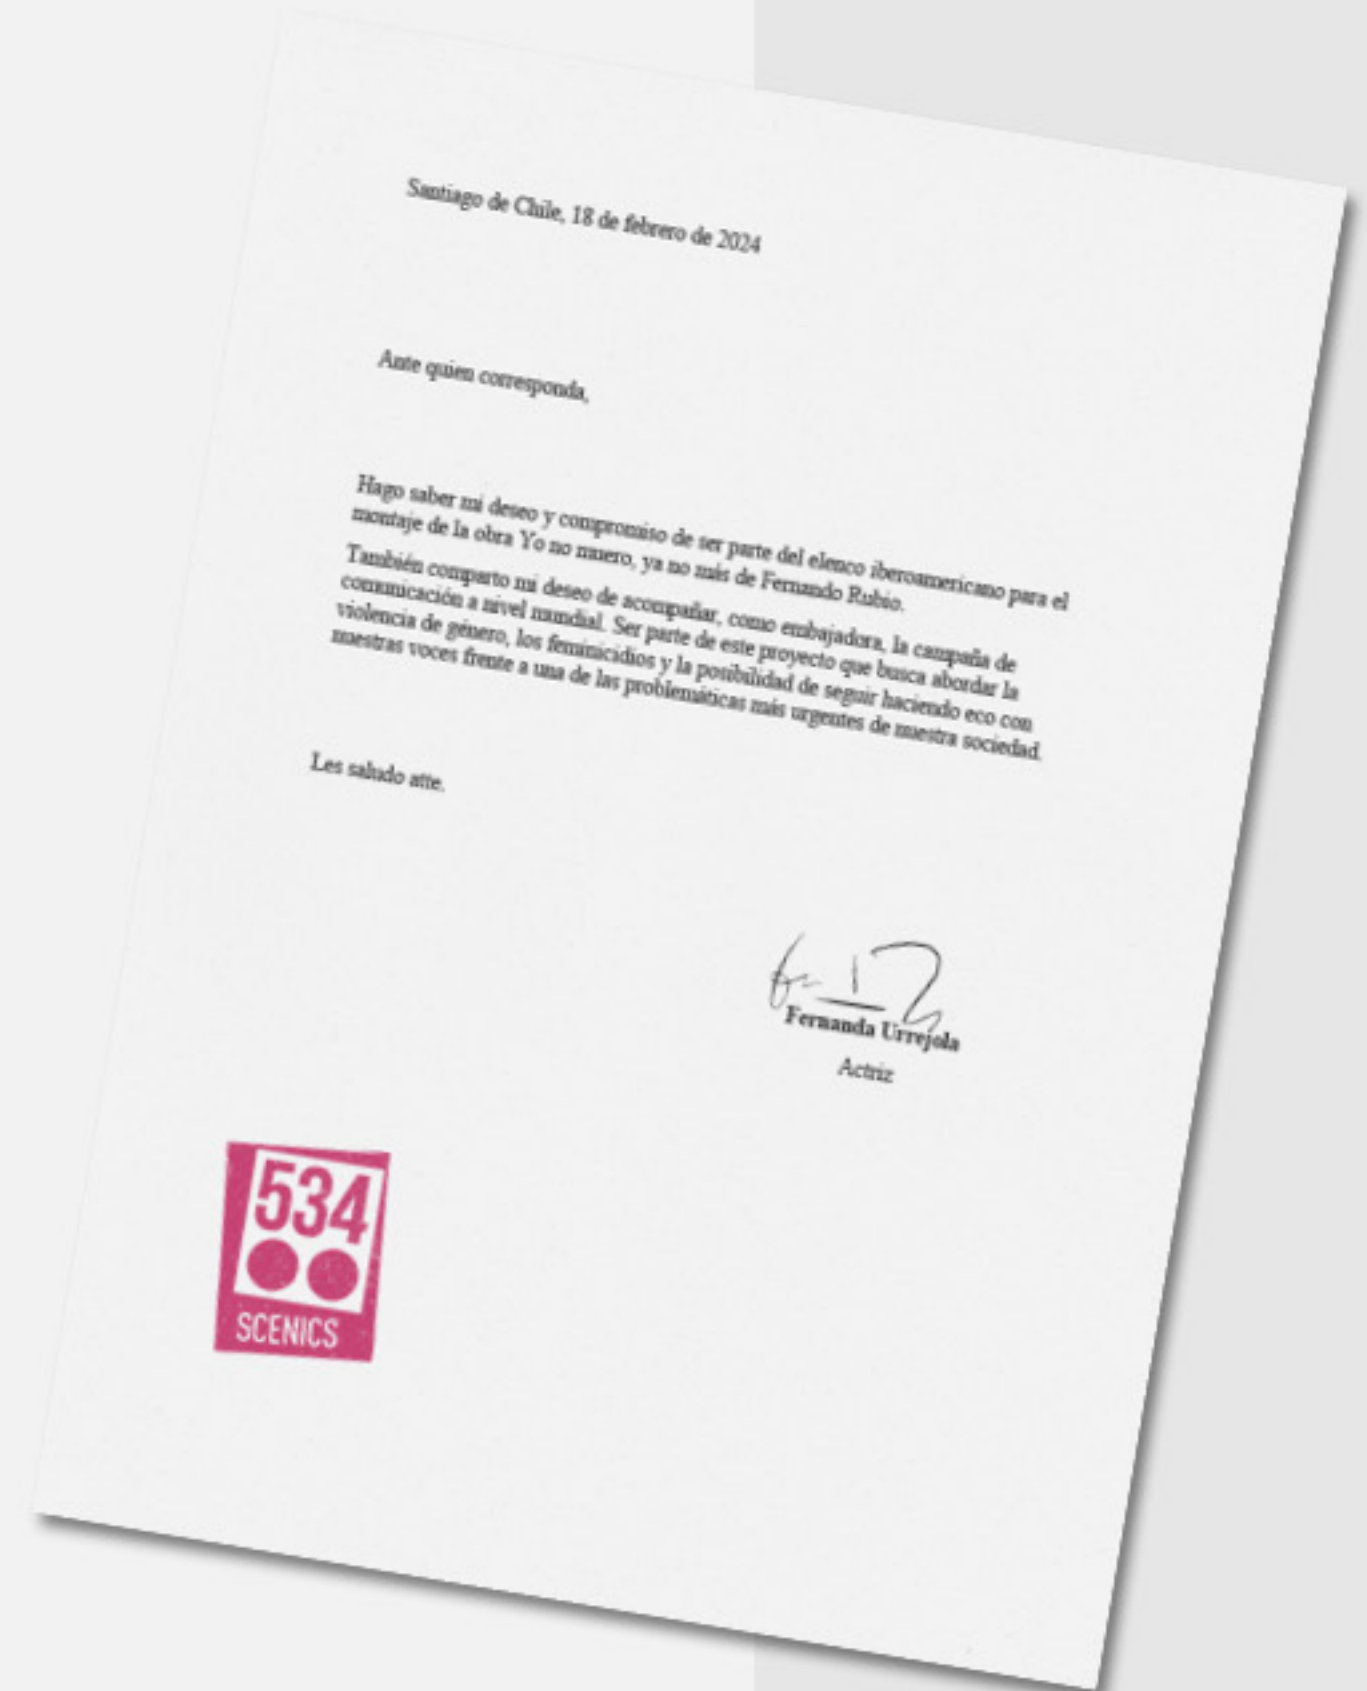 Santiago de Chile, 18 de febrero de 2024
Ante quien corresponda,
Hago saber mi deseo y compromiso de ser parte del elenco iberoamericano para el
montaje de la obra Yo no muero, ya no más de Fernando Rubio.
También comparto mi deseo de acompañar, como embajadora, la campaña de
comunicación a nivel mundial. Ser parte de este proyecto que busca abordar la
violencia de género, los feminicidios y la posibilidad de seguir haciendo eco con
nuestras voces frente a una de las problemáticas más urgentes de nuestra sociedad.
Les saludo atte.
Fernanda Urrejola
Actriz
534
SCENICS